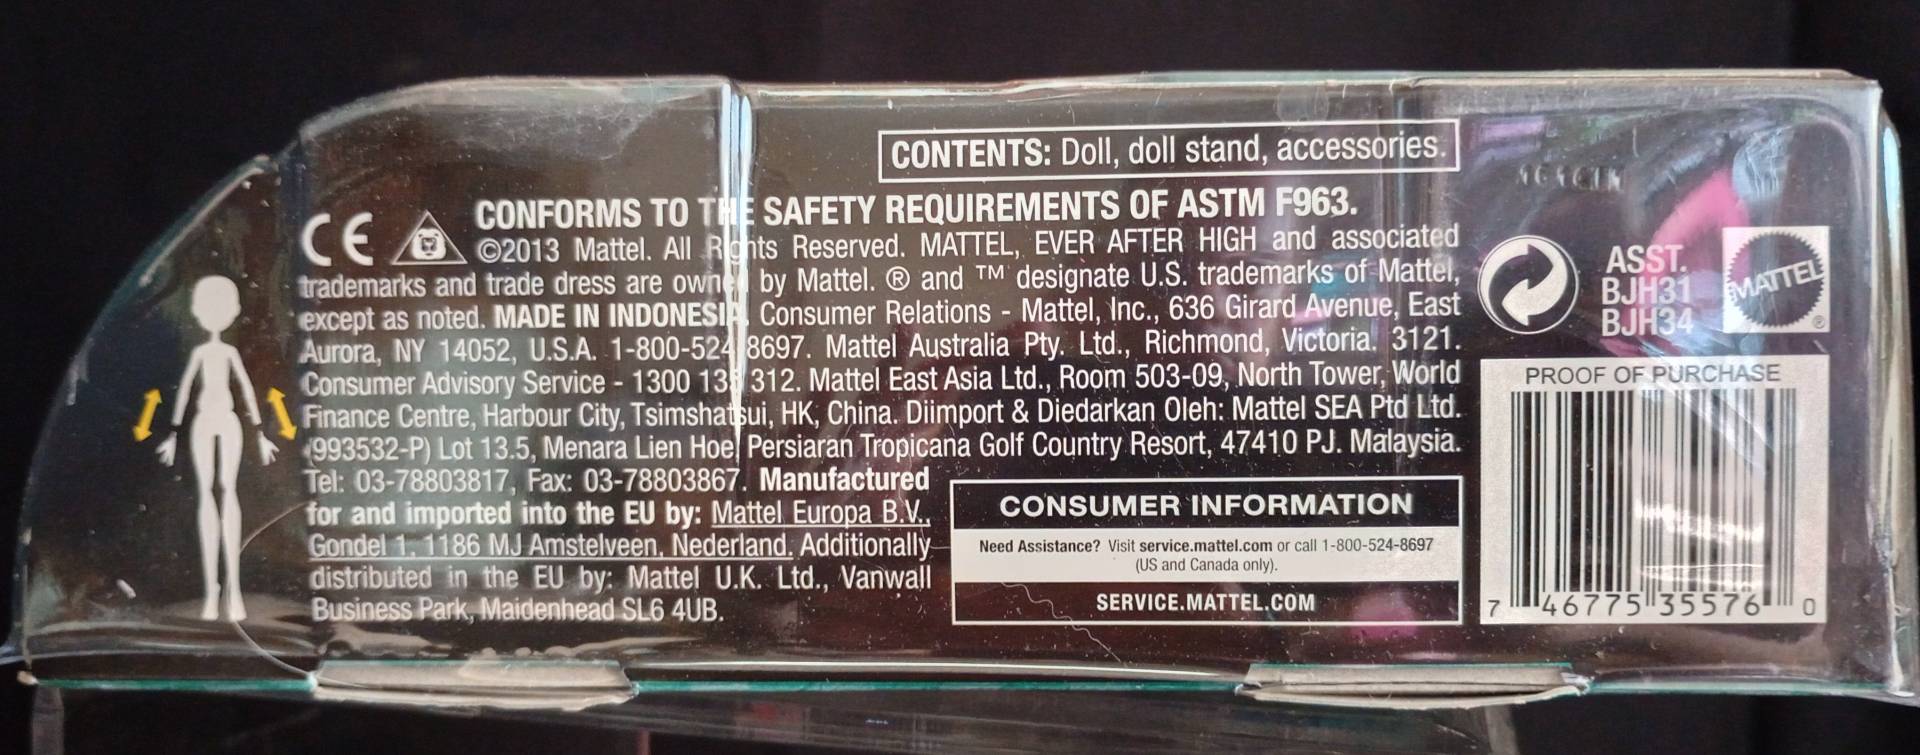 CONTENTS: Doll, doll stand, accessories.
CE
CONFORMS TO THE SAFETY REQUIREMENTS OF ASTM F963.
©2013 Mattel. All Rights Reserved. MATTEL, EVER AFTER HIGH and associated
trademarks and trade dress are owned by Mattel. ® and ™ designate U.S. trademarks of Mattel,
except as noted. MADE IN INDONESIA. Consumer Relations - Mattel, Inc., 636 Girard Avenue, East
Aurora, NY 14052, U.S.A. 1-800-524-8697. Mattel Australia Pty. Ltd., Richmond, Victoria. 3121.
Consumer Advisory Service - 1300 135 312. Mattel East Asia Ltd., Room 503-09, North Tower, World
Finance Centre, Harbour City, Tsimshatsui, HK, China. Diimport & Diedarkan Oleh: Mattel SEA Ptd Ltd.
(993532-P) Lot 13.5, Menara Lien Hoe, Persiaran Tropicana Golf Country Resort, 47410 PJ. Malaysia.
Tel: 03-78803817, Fax: 03-78803867. Manufactured
for and imported into the EU by: Mattel Europa B.V.,
Gondel 1, 1186 MJ Amstelveen, Nederland. Additionally
distributed in the EU by: Mattel U.K. Ltd., Vanwall
Business Park, Maidenhead SL6 4UB.
CONSUMER INFORMATION
Need Assistance? Visit service.mattel.com or call 1-800-524-8697
(US and Canada only).
SERVICE.MATTEL.COM
ASST.
BJH31
BJH34
MATTEL®
PROOF OF PURCHASE
7 46775 35576 0